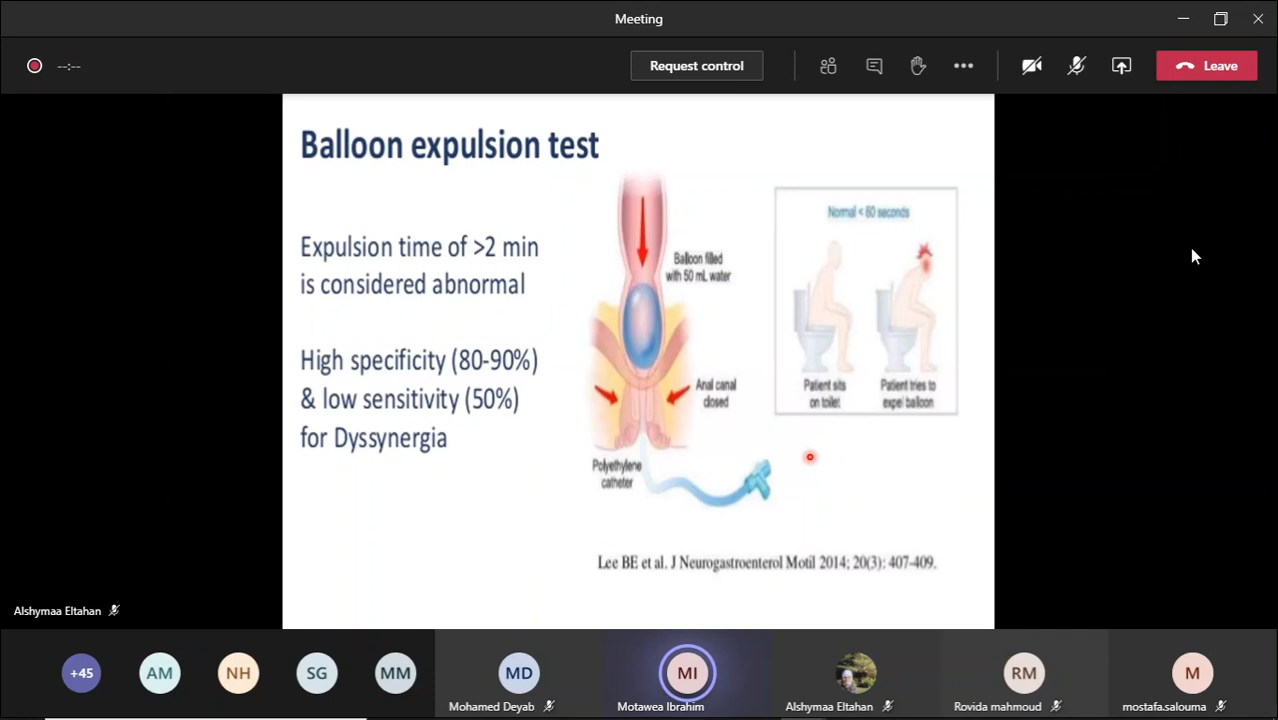 Meeting
--:--
Request control
Leave
Balloon expulsion test
Expulsion time of >2 min
is considered abnormal
High specificity (80-90%)
& low sensitivity (50%)
for Dyssynergia
Balloon filled
with 50 mL water
Anal canal
closed
Polyethylene
catheter
Normal < 60 seconds
Patient sits
on toilet
Patient tries to
expel balloon
Lee BE et al. J Neurogastroenterol Motil 2014; 20(3): 407-409.
Alshymaa Eltahan
+45
AM
NH
SG
MM
MD
Mohamed Deyab
MI
Motawea Ibrahim
Alshymaa Eltahan
RM
Rovida mahmoud
M
mostafa.salouma